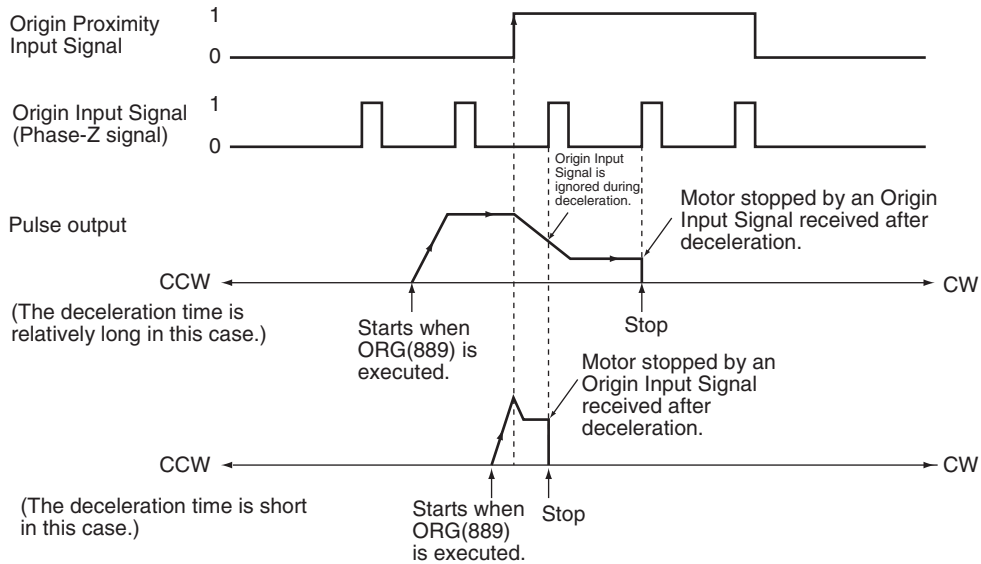 Origin Proximity
Input Signal
1
0
Origin Input Signal
(Phase-Z signal)
1
0
Origin Input
Signal is
ignored during
deceleration.
Pulse output
Motor stopped by an Origin
Input Signal received after
deceleration.
CCW
CW
(The deceleration time is
relatively long in this case.)
Starts when
ORG(889) is
executed.
Stop
Motor stopped by an
Origin Input Signal
received after
deceleration.
CCW
CW
(The deceleration time is short
in this case.)
Starts when
ORG(889)
is executed.
Stop